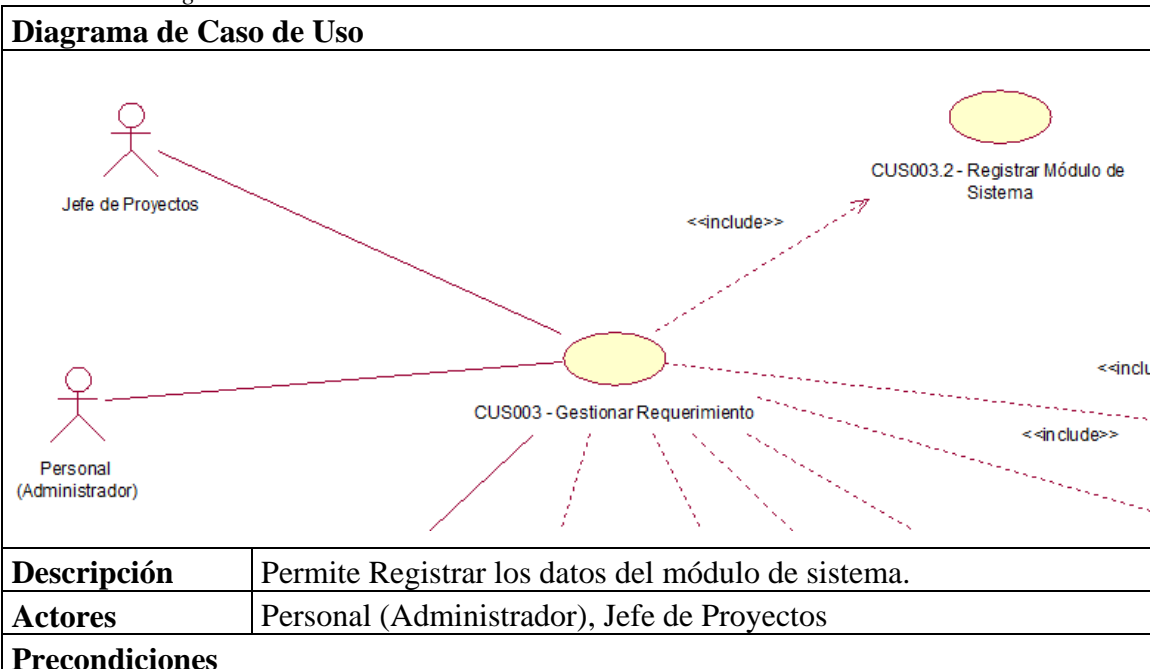 Diagrama de Caso de Uso
Jefe de Proyectos
CUS003.2 - Registrar Módulo de
Sistema
<<include>>
CUS003 - Gestionar Requerimiento
<<inclu
<<include>>
Personal
(Administrador)
Descripción Permite Registrar los datos del módulo de sistema.
Actores Personal (Administrador), Jefe de Proyectos
Precondiciones